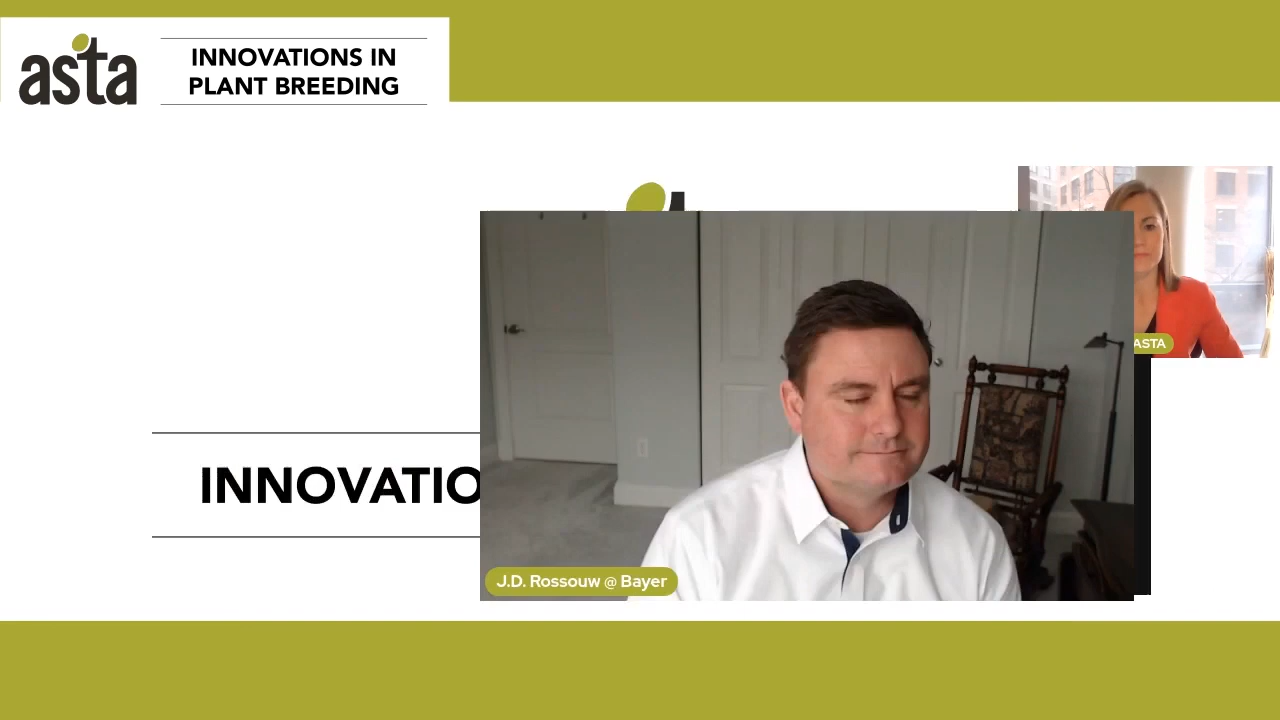 asta
INNOVATIONS IN
PLANT BREEDING
INNOVATIO
J.D. Rossouw @ Bayer
ASTA